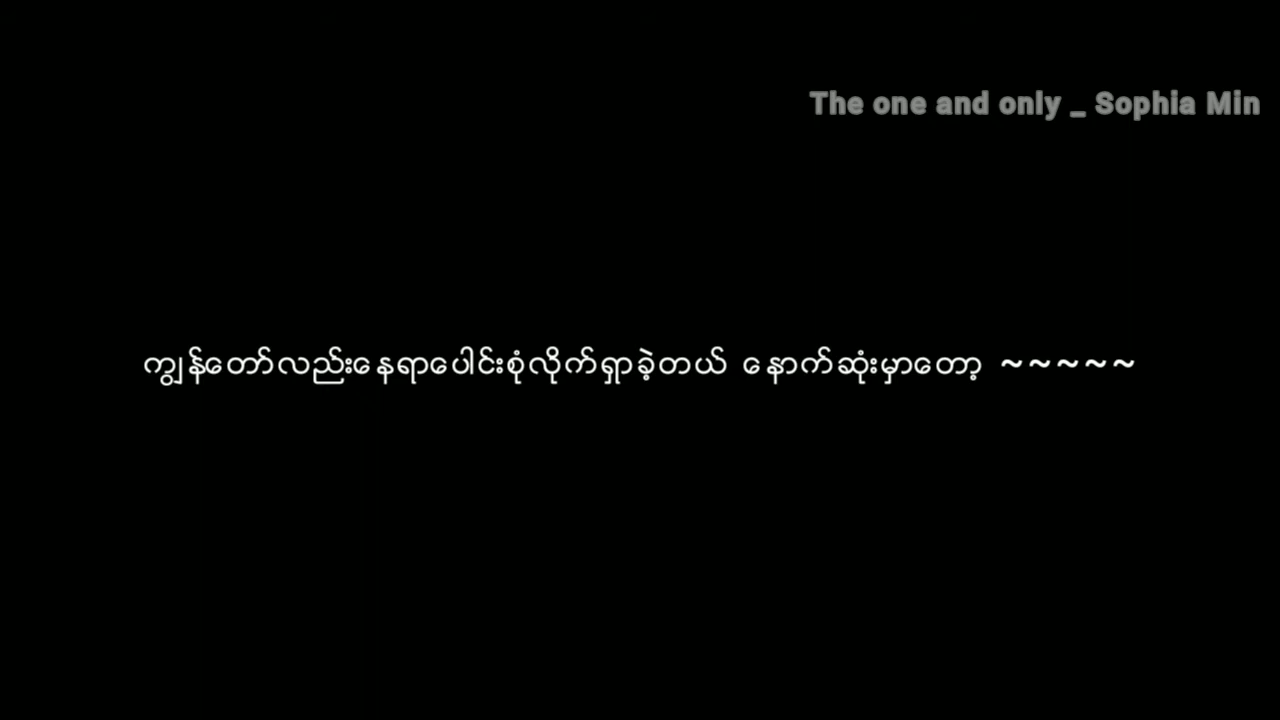 The one and only _ Sophia Min
ကျွန်တော်လည်းနေရာပေါင်းစုံလိုက်ရှာခဲ့တယ် နောက်ဆုံးမှာတော့ ~~~~~